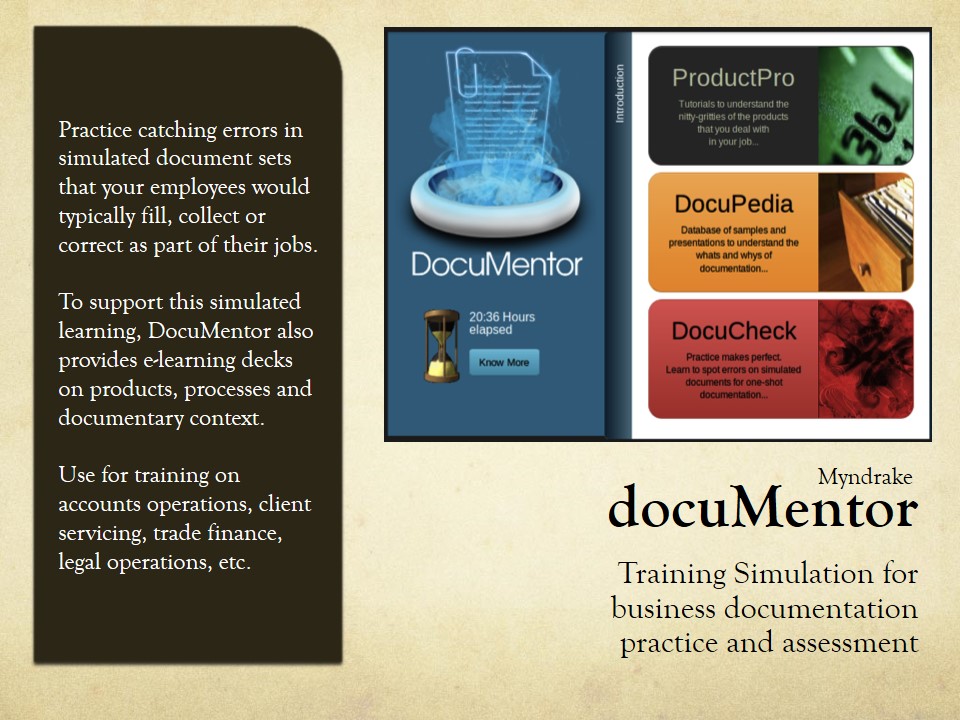 Practice catching errors in
simulated document sets
that your employees would
typically fill, collect or
correct as part of their jobs.
To support this simulated
learning, DocuMentor also
provides e-learning decks
on products, processes and
documentary context.
Use for training on
accounts operations, client
servicing, trade finance,
legal operations, etc.
DocuMentor
20:36 Hours
elapsed
Know More
Introduction
ProductPro
Tutorials to understand the
nitty-gritties of the products
that you deal with
in your job...
DocuPedia
Database of samples and
presentations to understand the
whats and whys of
documentation...
DocuCheck
Practice makes perfect.
Learn to spot errors on simulated
documents for one-shot
documentation...
Myndrake
docuMentor
Training Simulation for
business documentation
practice and assessment